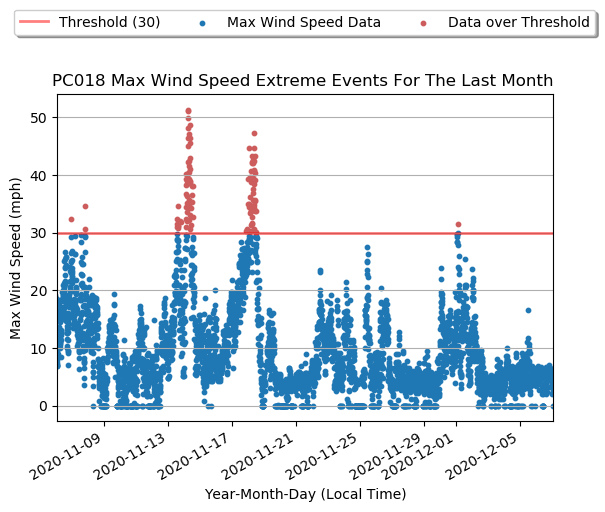 Threshold (30) Max Wind Speed Data Data over Threshold
PC018 Max Wind Speed Extreme Events For The Last Month
Max Wind Speed (mph)
50
40
30
20
10
0
2020-11-09 2020-11-13 2020-11-17 2020-11-21 2020-11-25 2020-11-29 2020-12-01 2020-12-05
Year-Month-Day (Local Time)